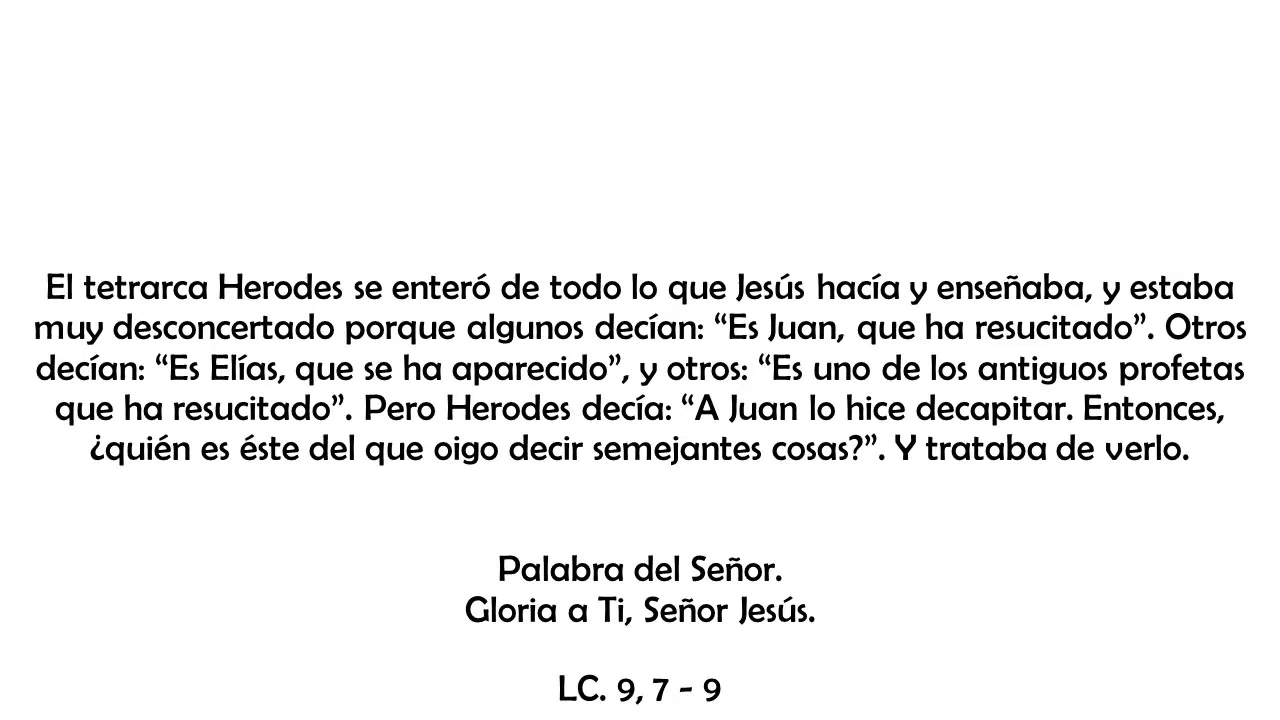 El tetrarca Herodes se enteró de todo lo que Jesús hacía y enseñaba, y estaba
muy desconcertado porque algunos decían: “Es Juan, que ha resucitado”. Otros
decían: “Es Elías, que se ha aparecido”, y otros: “Es uno de los antiguos profetas
que ha resucitado”. Pero Herodes decía: “A Juan lo hice decapitar. Entonces,
¿quién es éste del que oigo decir semejantes cosas?”. Y trataba de verlo.
Palabra del Señor.
Gloria a Ti, Señor Jesús.
LC. 9, 7 - 9